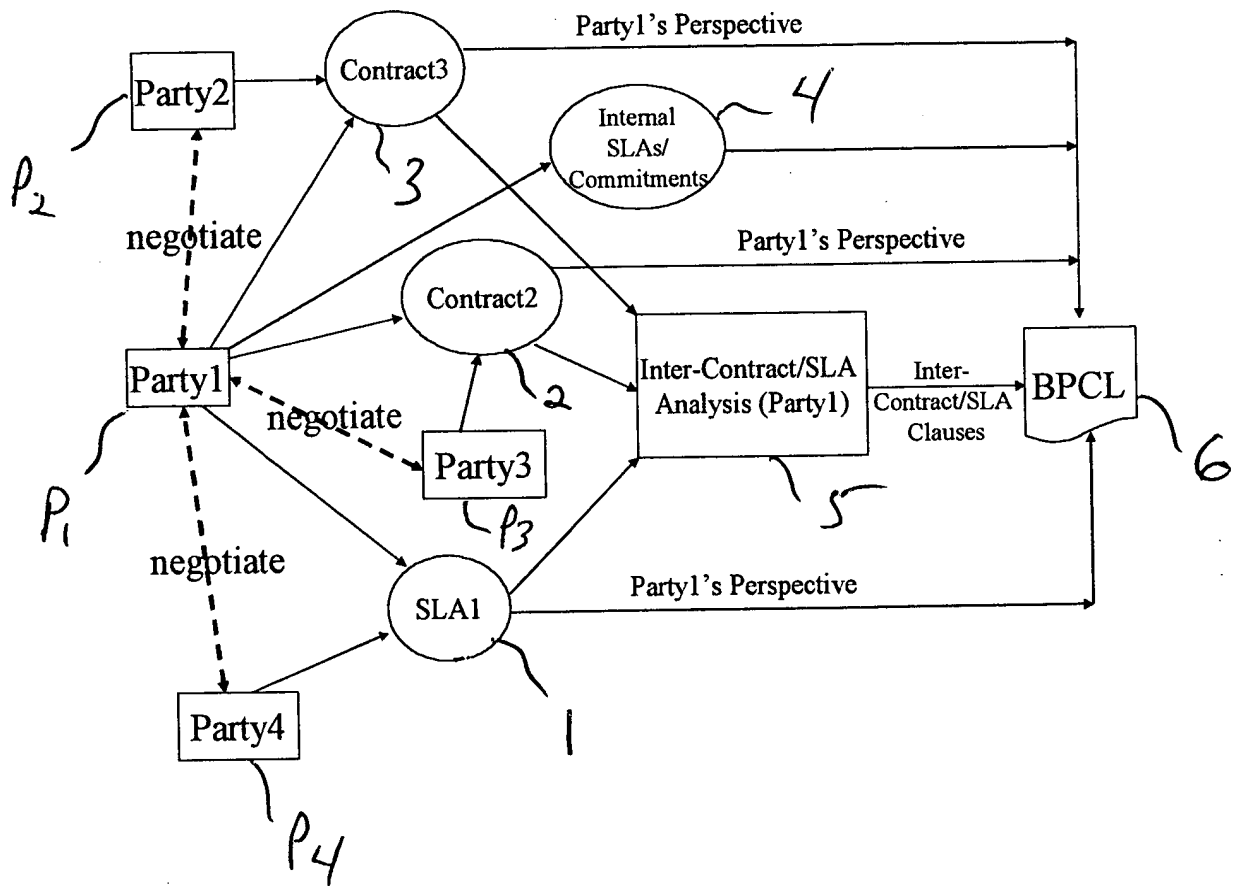 Party1's Perspective
Party2
Contract3
4
Internal
SLAs/
Commitments
P2
3
negotiate
Party1's Perspective
Contract2
Party1
2
Inter-Contract/SLA
Analysis (Party1)
Inter-
Contract/SLA
Clauses
BPCL
negotiate
Party3
P1
P3
5
6
negotiate
SLA1
Party1's Perspective
Party4
1
P4